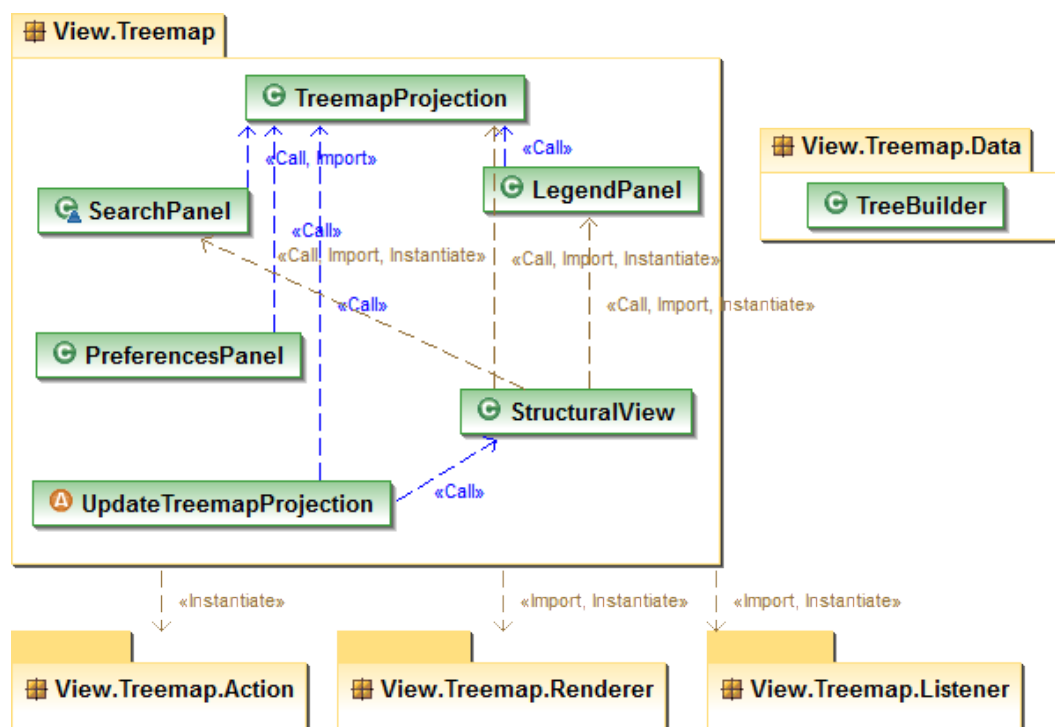 View.Treemap
C TreemapProjection
«Call, Import»
«Call»
View.Treemap.Data
C SearchPanel
C LegendPanel
C TreeBuilder
«Call»
«Call, Import, Instantiate»
«Call, Import, Instantiate»
«Call»
«Call, Import, Instantiate»
C PreferencesPanel
C StructuralView
«Call»
A UpdateTreemapProjection
«Instantiate»
«Import, Instantiate»
«Import, Instantiate»
View.Treemap.Action
View.Treemap.Renderer
View.Treemap.Listener